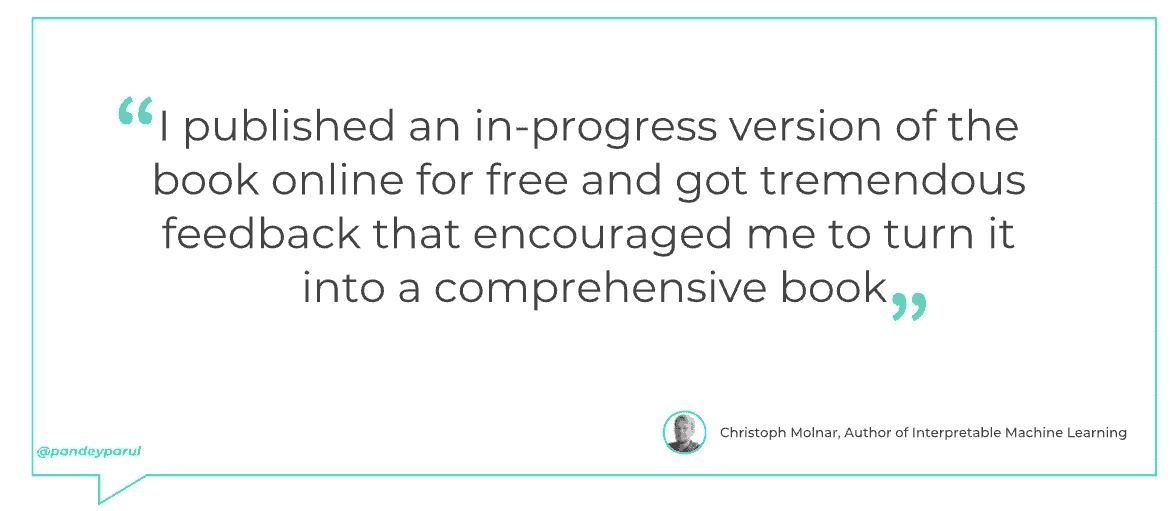 “I published an in-progress version of the
book online for free and got tremendous
feedback that encouraged me to turn it
into a comprehensive book”
Christoph Molnar, Author of Interpretable Machine Learning
@pandeyparul